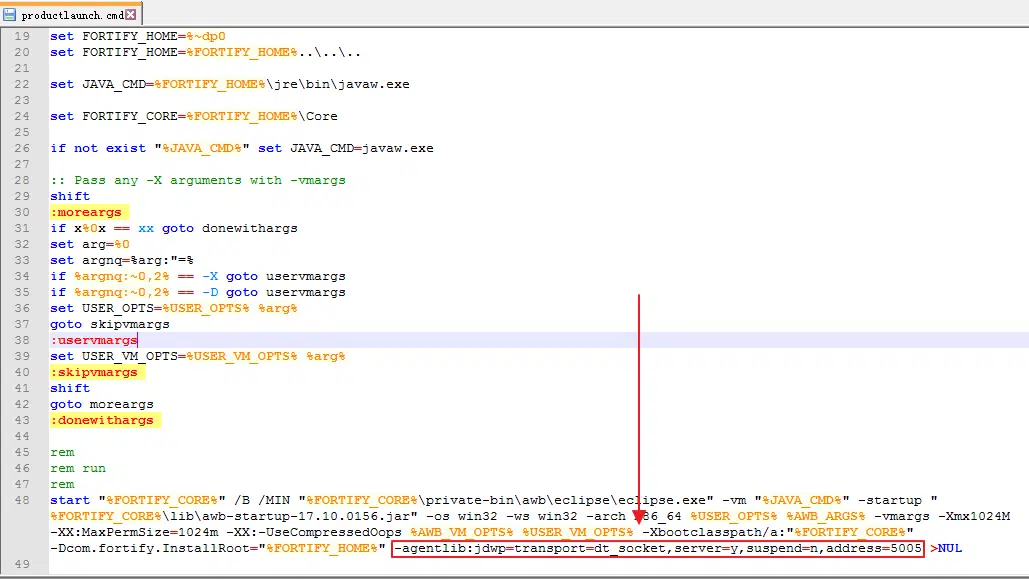 productlaunch.cmd
19 set FORTIFY_HOME=%~dp0
20 set FORTIFY_HOME=%FORTIFY_HOME%..\..\..
21
22 set JAVA_CMD=%FORTIFY_HOME%\jre\bin\javaw.exe
23
24 set FORTIFY_CORE=%FORTIFY_HOME%\Core
25
26 if not exist "%JAVA_CMD%" set JAVA_CMD=javaw.exe
27
28 :: Pass any -X arguments with -vmargs
29 shift
30 :moreargs
31 if x%0x == xx goto donewithargs
32 set arg=%0
33 set argnq=%arg:"=%
34 if %argnq:~0,2% == -X goto uservmargs
35 if %argnq:~0,2% == -D goto uservmargs
36 set USER_OPTS=%USER_OPTS% %arg%
37 goto skipvmargs
38 :uservmargs
39 set USER_VM_OPTS=%USER_VM_OPTS% %arg%
40 :skipvmargs
41 shift
42 goto moreargs
43 :donewithargs
44
45 rem
46 rem run
47 rem
48 start "%FORTIFY_CORE%" /B /MIN "%FORTIFY_CORE%\private-bin\awb\eclipse\eclipse.exe" -vm "%JAVA_CMD%" -startup "
%FORTIFY_CORE%\lib\awb-startup-17.10.0156.jar" -os win32 -ws win32 -arch x86_64 %USER_OPTS% %AWB_ARGS% -vmargs -Xmx1024M
-XX:MaxPermSize=1024m -XX:-UseCompressedOops %AWB_VM_OPTS% %USER_VM_OPTS% -Xbootclasspath/a:"%FORTIFY_CORE%"
-Dcom.fortify.InstallRoot="%FORTIFY_HOME%" -agentlib:jdwp=transport=dt_socket,server=y,suspend=n,address=5005 >NUL
49